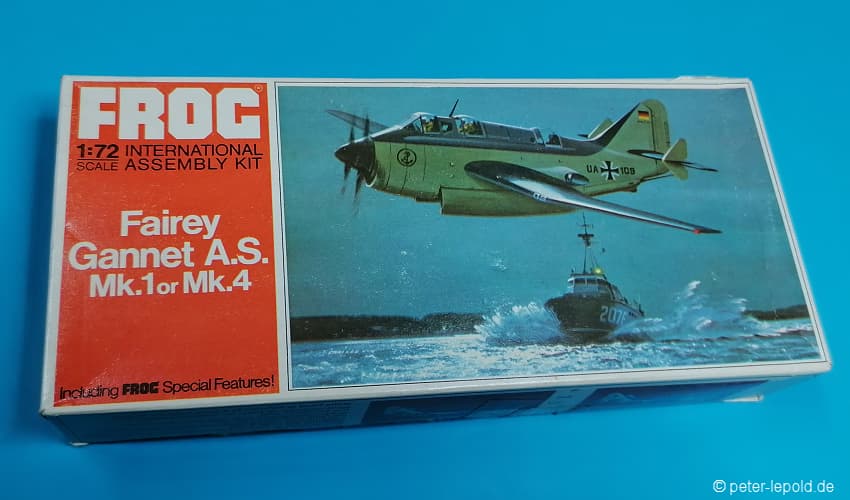 FROG®
1:72 INTERNATIONAL
SCALE ASSEMBLY KIT
Fairey
Gannet A.S.
Mk.1 or Mk.4
Including FROG Special Features!
UA 109
2076
© peter-lepold.de